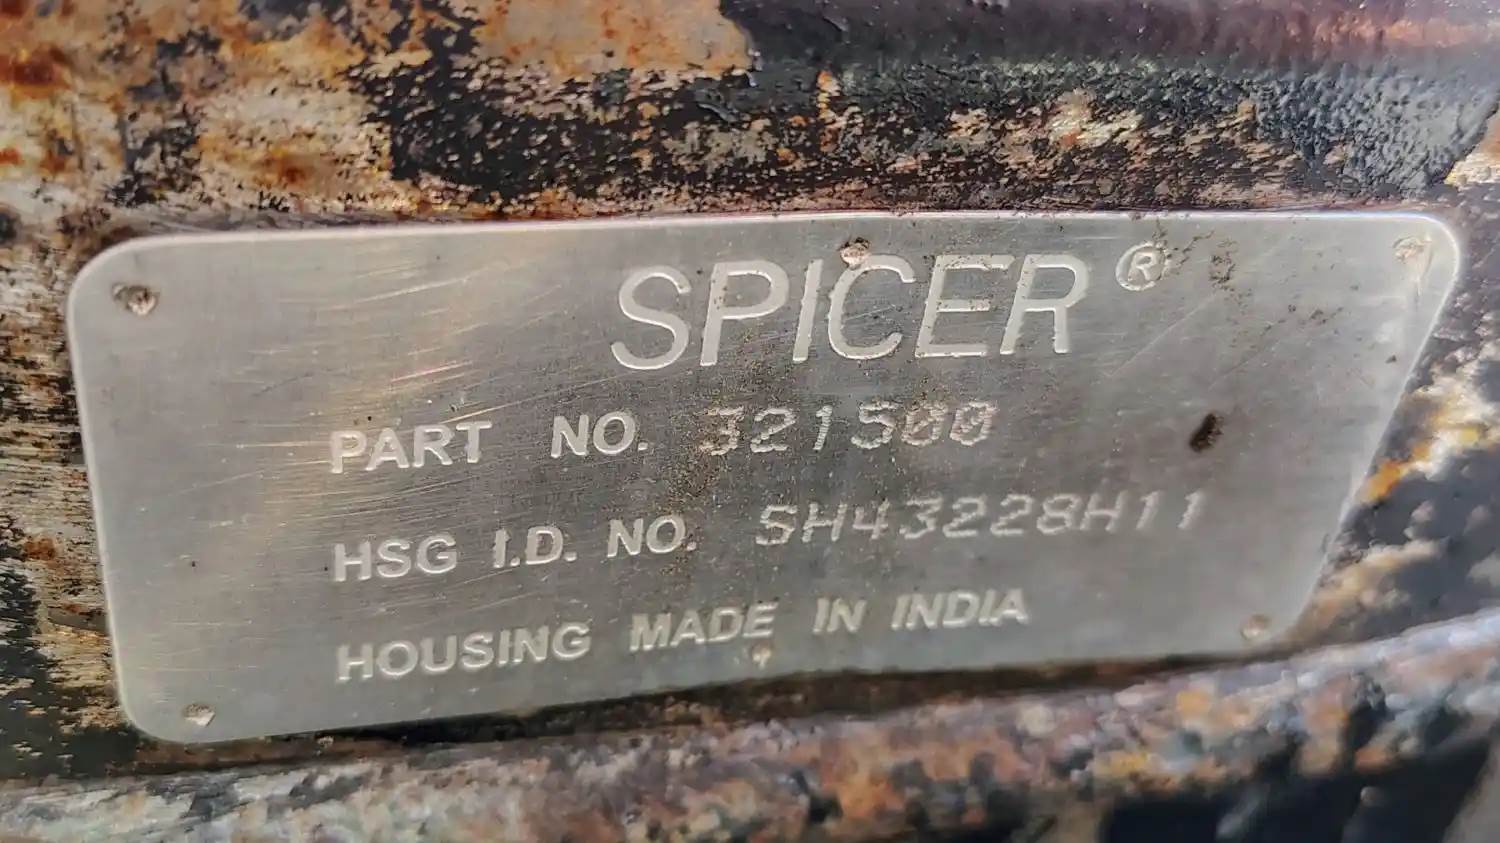 SPICER®
PART NO. 321500
HSG I.D. NO. SH43228H11
HOUSING MADE IN INDIA